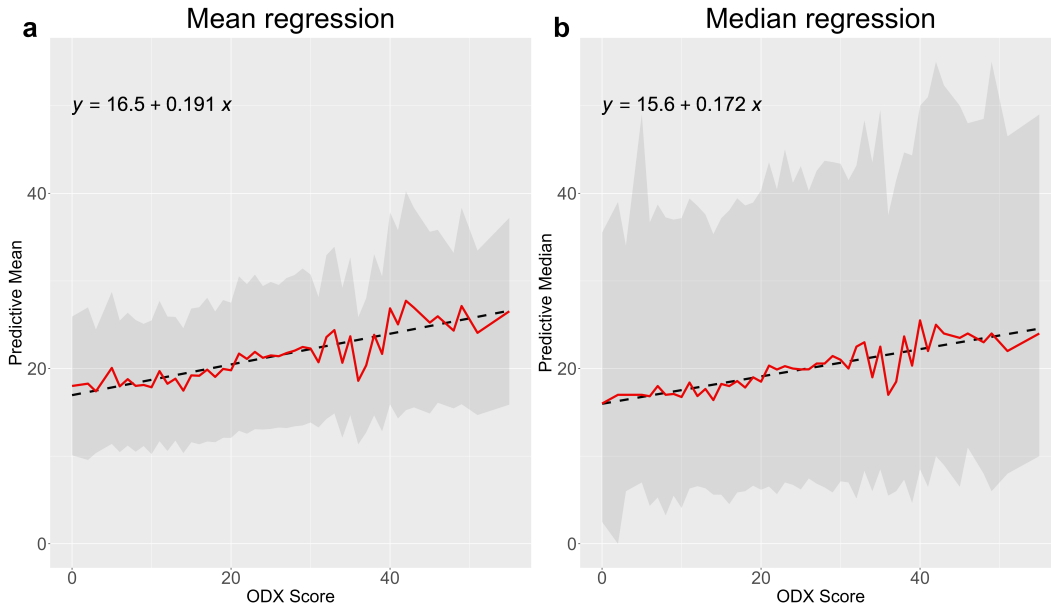 a
Mean regression
y = 16.5 + 0.191 x
Predictive Mean
40
20
0
0 20 40
ODX Score
b
Median regression
y = 15.6 + 0.172 x
Predictive Median
40
20
0
0 20 40
ODX Score